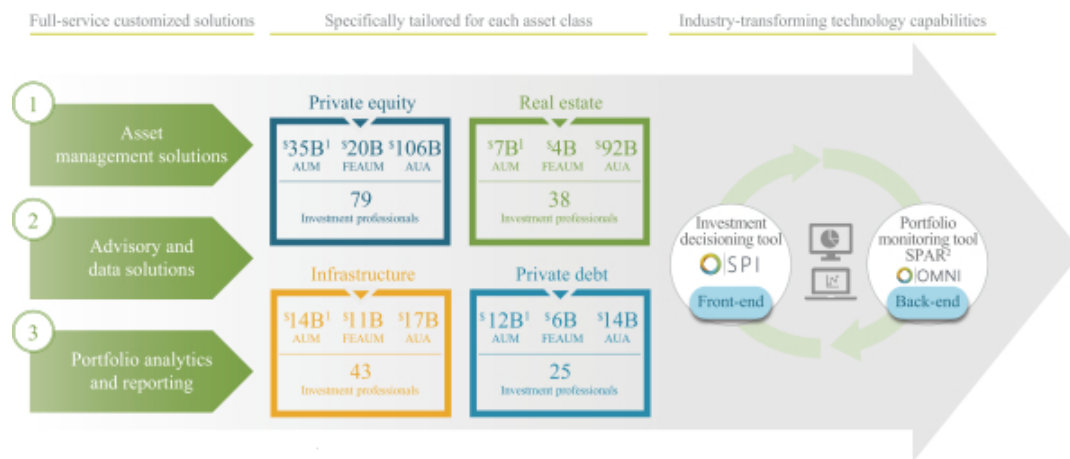 Full-service customized solutions
Specifically tailored for each asset class
Industry-transforming technology capabilities
1
Asset
management solutions
2
Advisory and
data solutions
3
Portfolio analytics
and reporting
Private equity
$35B¹ $20B $106B
AUM FEAUM AUA
79
Investment professionals
Real estate
$7B¹ $4B $92B
AUM FEAUM AUA
38
Investment professionals
Infrastructure
$14B¹ $11B $17B
AUM FEAUM AUA
43
Investment professionals
Private debt
$12B¹ $6B $14B
AUM FEAUM AUA
25
Investment professionals
Investment
decisioning tool
SPI
Front-end
Portfolio
monitoring tool
SPAR²
OMNI
Back-end